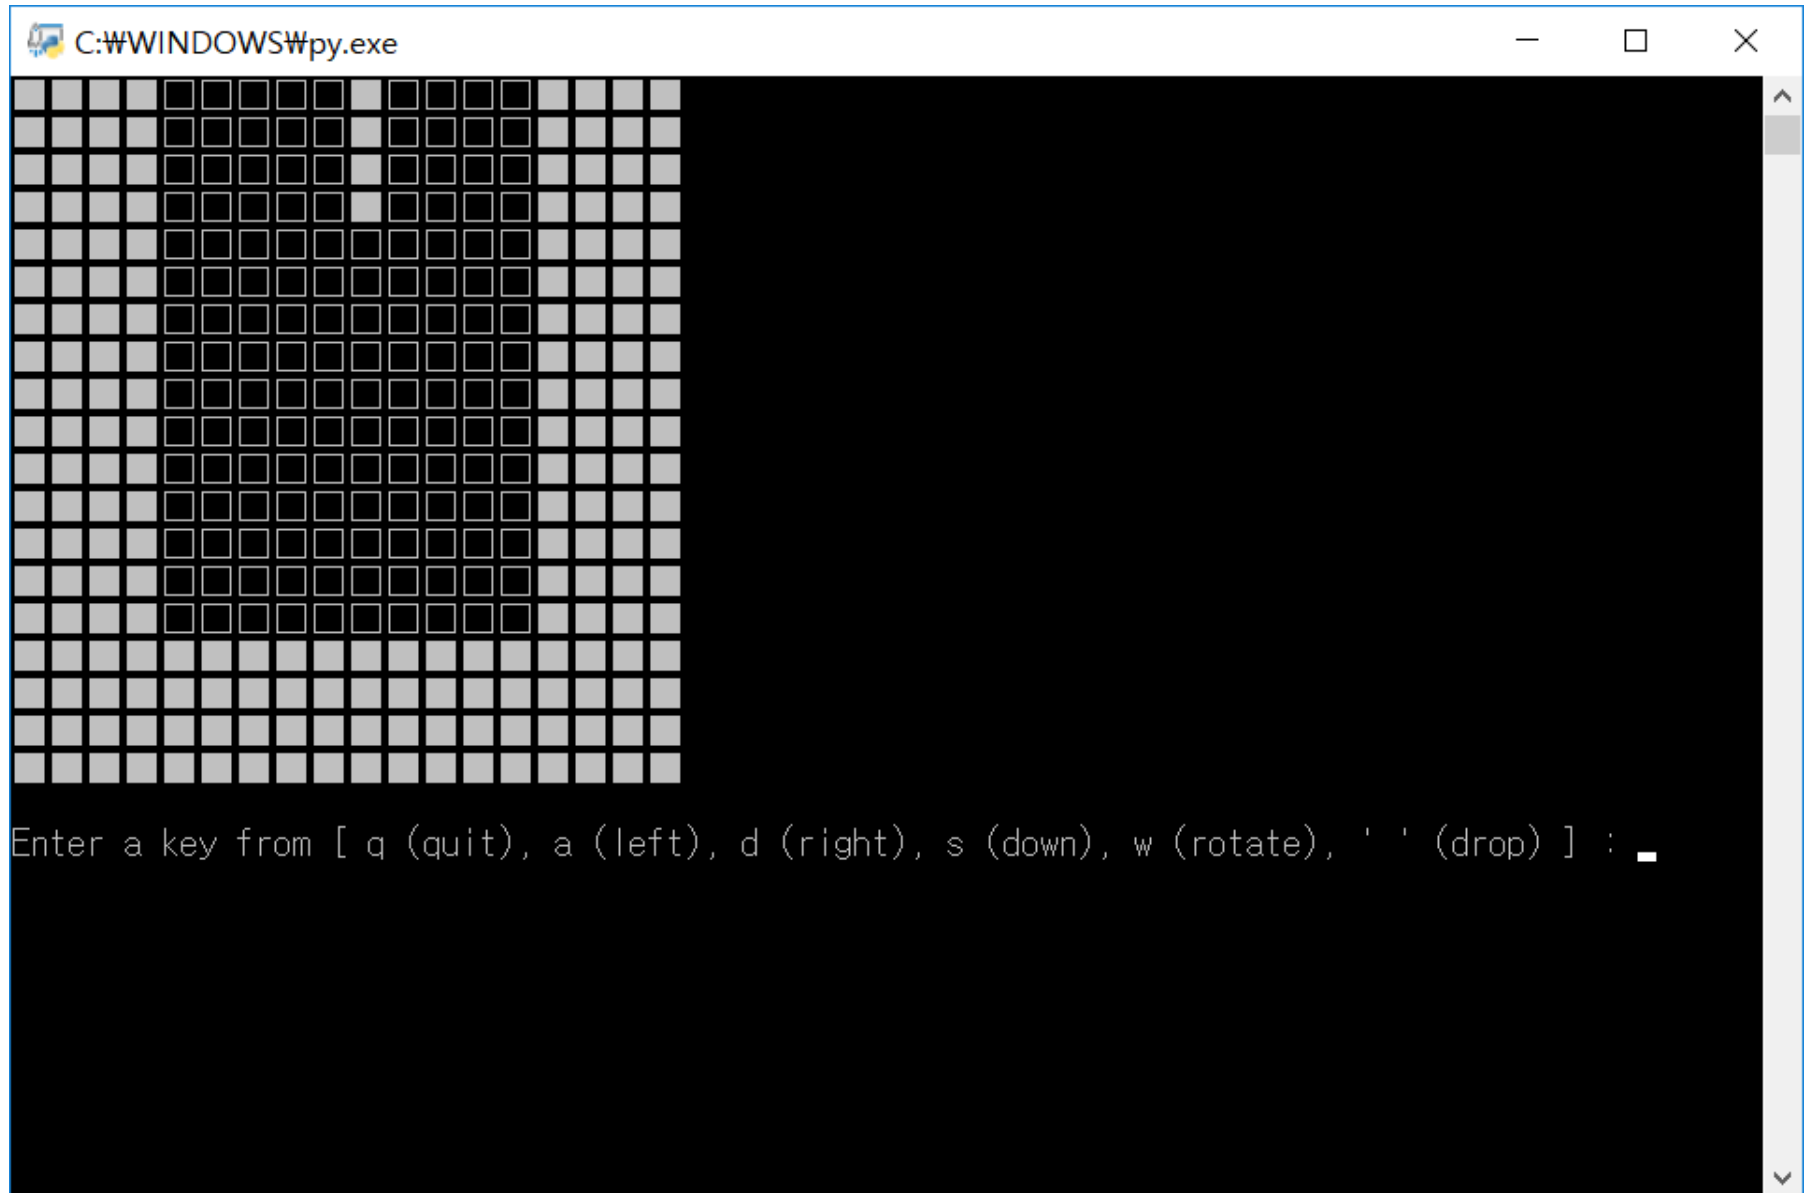 C:₩WINDOWS₩py.exe
Enter a key from [ q (quit), a (left), d (right), s (down), w (rotate), ' ' (drop) ] :